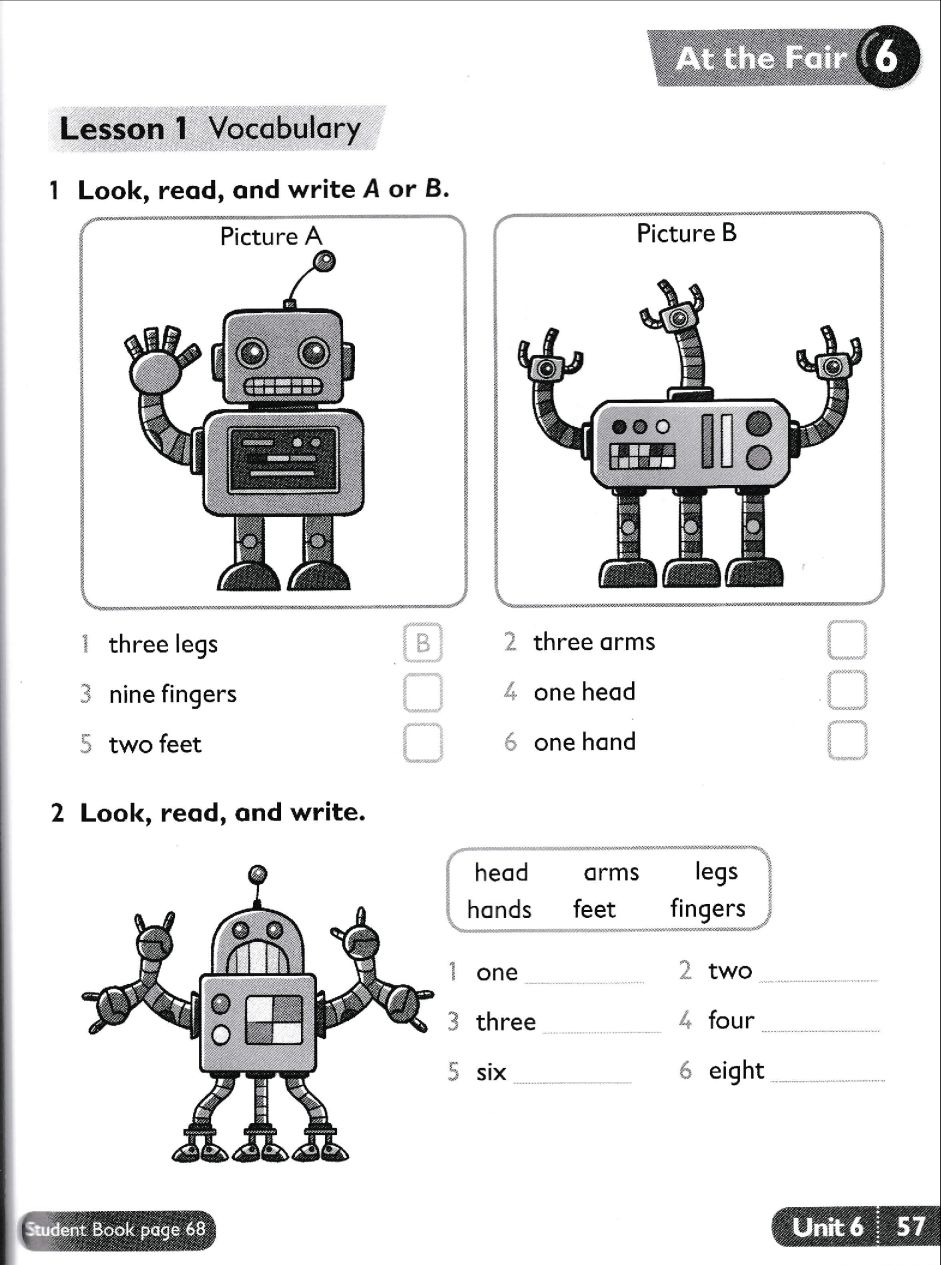 At the Fair 6
Lesson 1 Vocabulary
1 Look, read, and write A or B.
Picture A
Picture B
1 three legs B
2 three arms
3 nine fingers
4 one head
5 two feet
6 one hand
2 Look, read, and write.
head arms legs
hands feet fingers
1 one
2 two
3 three
4 four
5 six
6 eight
Student Book page 68
Unit 6 57